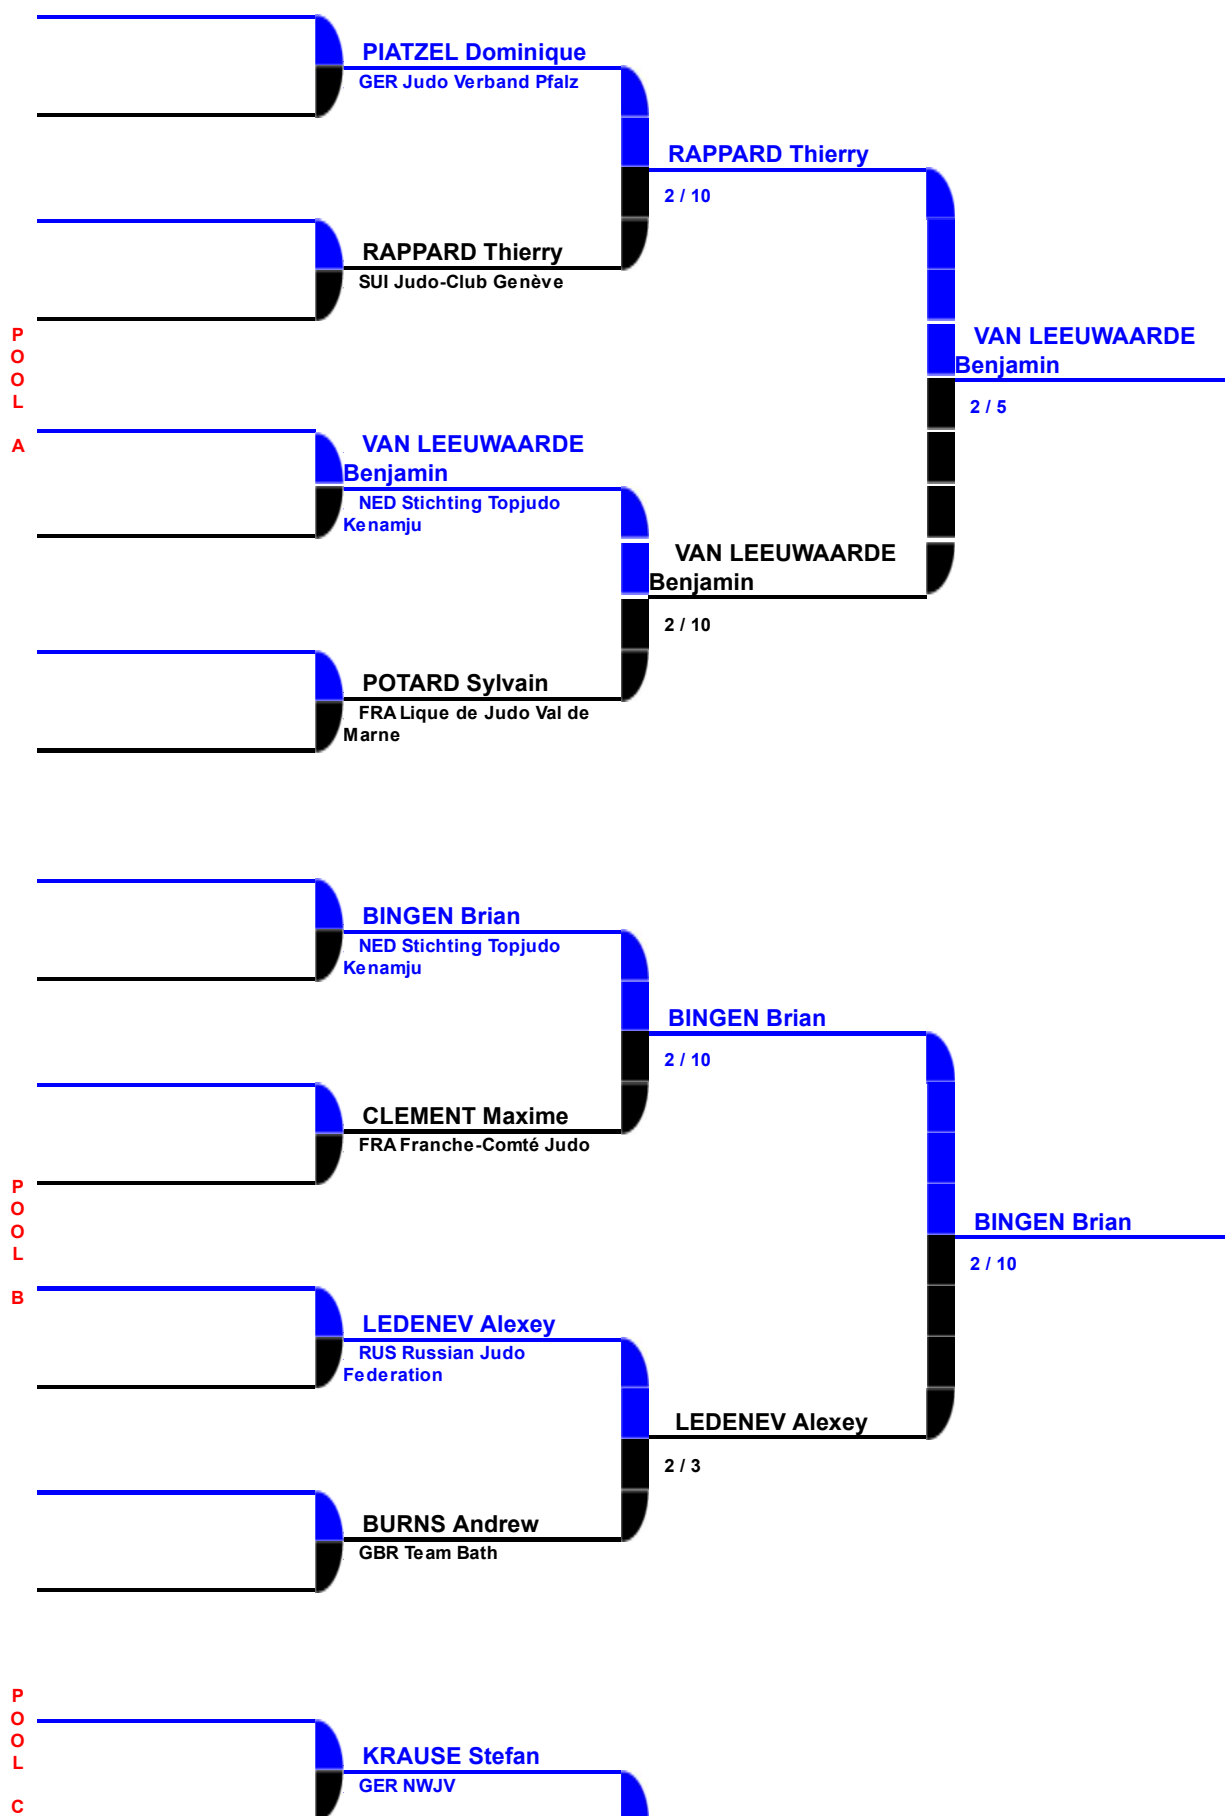 PIATZEL Dominique
GER Judo Verband Pfalz
RAPPARD Thierry
2 / 10
RAPPARD Thierry
SUI Judo-Club Genève
P
O
O
L
A
VAN LEEUWAARDE
Benjamin
2 / 5
VAN LEEUWAARDE
Benjamin
NED Stichting Topjudo
Kenamju
VAN LEEUWAARDE
Benjamin
2 / 10
POTARD Sylvain
FRA Lique de Judo Val de
Marne
BINGEN Brian
NED Stichting Topjudo
Kenamju
BINGEN Brian
2 / 10
CLEMENT Maxime
FRA Franche-Comté Judo
P
O
O
L
B
BINGEN Brian
2 / 10
LEDENEV Alexey
RUS Russian Judo
Federation
LEDENEV Alexey
2 / 3
BURNS Andrew
GBR Team Bath
P
O
O
L
C
KRAUSE Stefan
GER NWJV